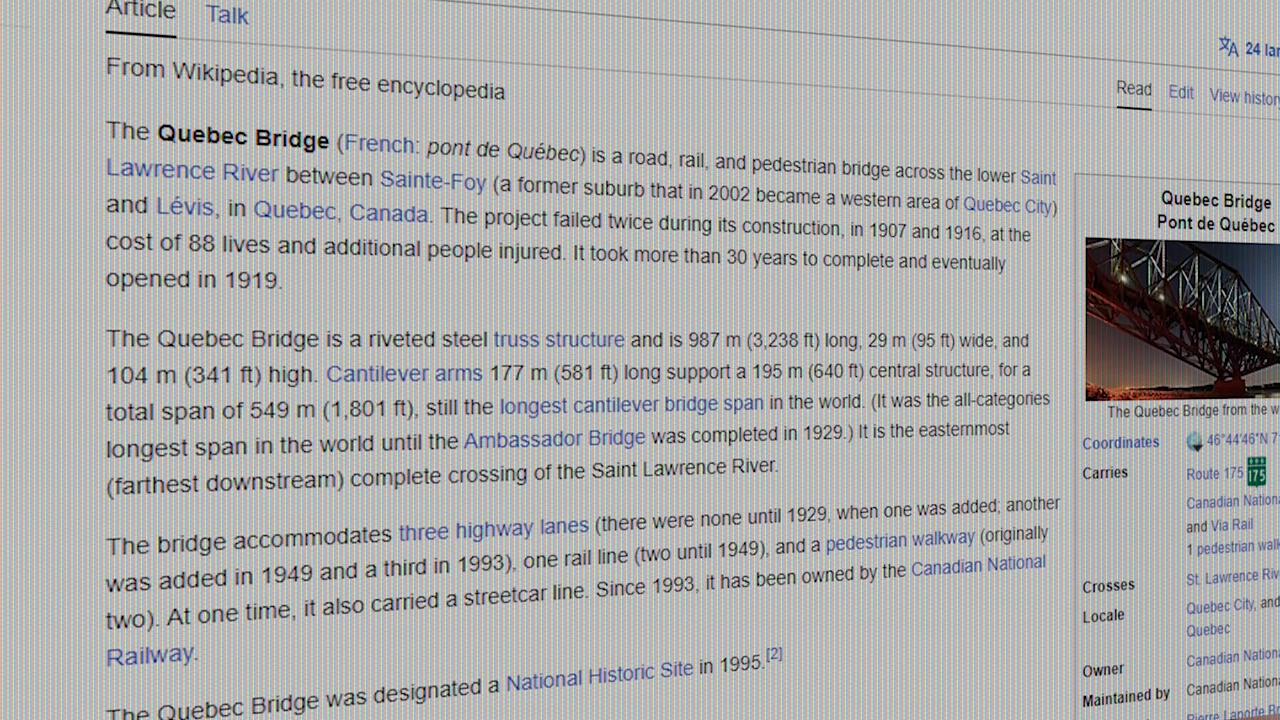 Article Talk
24
From Wikipedia, the free encyclopedia
Read Edit View
The Quebec Bridge (French: pont de Québec) is a road, rail, and pedestrian bridge across the lower Saint
Lawrence River between Sainte-Foy (a former suburb that in 2002 became a western area of Quebec City)
and Lévis, in Quebec, Canada. The project failed twice during its construction, in 1907 and 1916, at the
cost of 88 lives and additional people injured. It took more than 30 years to complete and eventually
opened in 1919.
The Quebec Bridge is a riveted steel truss structure and is 987 m (3,238 ft) long, 29 m (95 ft) wide, and
104 m (341 ft) high. Cantilever arms 177 m (581 ft) long support a 195 m (640 ft) central structure, for a
total span of 549 m (1,801 ft), still the longest cantilever bridge span in the world. (It was the all-categories
longest span in the world until the Ambassador Bridge was completed in 1929.) It is the easternmost
(farthest downstream) complete crossing of the Saint Lawrence River.
The bridge accommodates three highway lanes (there were none until 1929, when one was added; another
was added in 1949 and a third in 1993), one rail line (two until 1949), and a pedestrian walkway (originally
two). At one time, it also carried a streetcar line. Since 1993, it has been owned by the Canadian National
Railway.
The Quebec Bridge was designated a National Historic Site in 1995.[2]
Quebec Bridge
Pont de Québec
The Quebec Bridge from the
Coordinates 46°44′46″N
Carries Route 175 175
Canadian
and Via Rail
1 pedestrian
Crosses St. Lawrence
Locale Quebec City, and
Quebec
Owner Canadian
Maintained by Canadian
Pierre Laporte